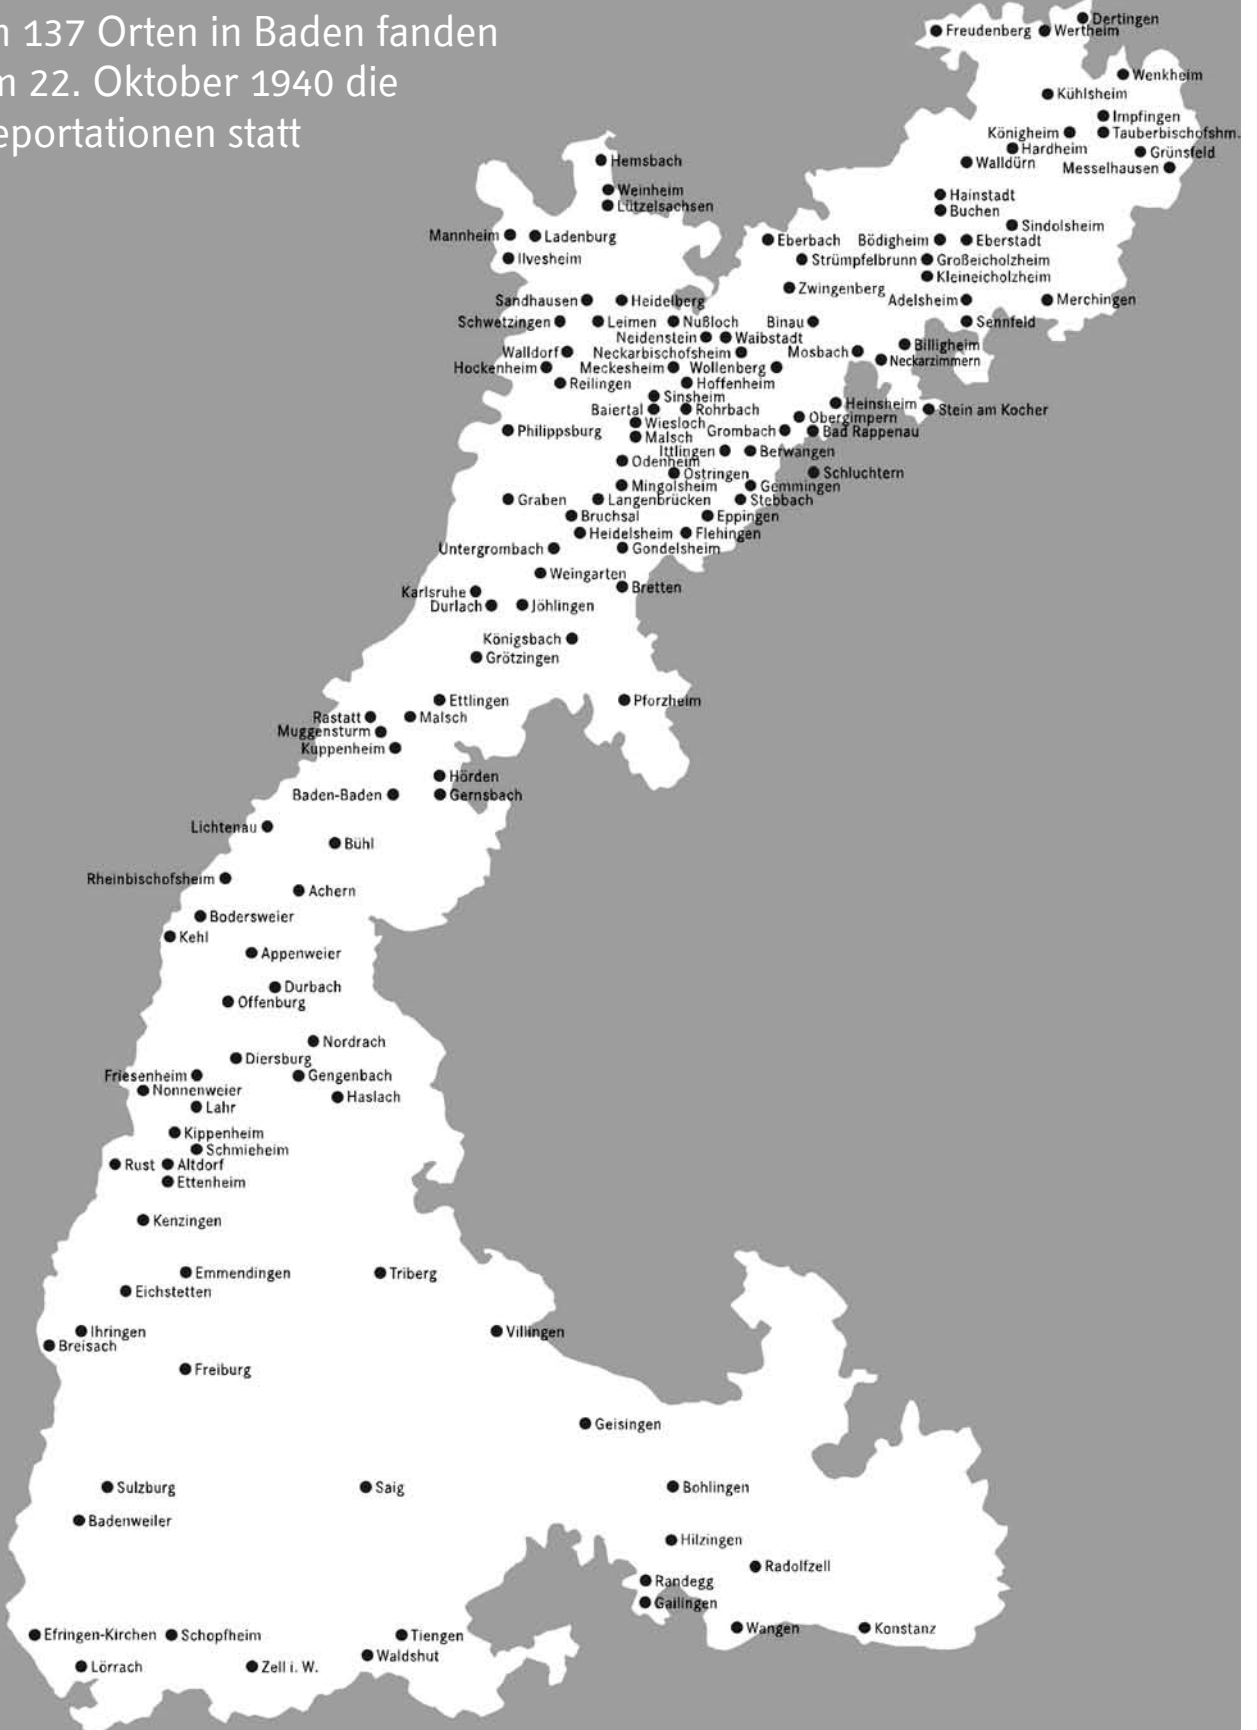 n 137 Orten in Baden fanden
m 22. Oktober 1940 die
eportationen statt
Dertingen
Freudenberg
Wertheim
Wenkheim
Kühlsheim
Impfingen
Königheim
Tauberbischofshm.
Hardheim
Grünsfeld
Walldürn
Messelhausen
Hemsbach
Weinheim
Lützelsachsen
Hainstadt
Buchen
Sindolsheim
Mannheim
Ladenburg
Eberbach
Bödigheim
Eberstadt
Ilvesheim
Strümpfelbrunn
Großeicholzheim
Kleineicholzheim
Zwingenberg
Sandhausen
Heidelberg
Adelsheim
Merchingen
Schwetzingen
Leimen
Nußloch
Binau
Sennfeld
Neidenstein
Waibstadt
Billigheim
Walldorf
Neckarbischofsheim
Mosbach
Neckarzimmern
Hockenheim
Meckesheim
Wollenberg
Reilingen
Hoffenheim
Sinsheim
Heinsheim
Baiertal
Rohrbach
Stein am Kocher
Obergimpern
Wiesloch
Philippsburg
Malsch
Grombach
Bad Rappenau
Ittlingen
Berwangen
Odenheim
Östringen
Schluchtern
Mingolsheim
Gemmingen
Graben
Langenbrücken
Stebbach
Bruchsal
Eppingen
Heidelsheim
Flehingen
Untergrombach
Gondelsheim
Weingarten
Bretten
Karlsruhe
Durlach
Jöhlingen
Königsbach
Grötzingen
Ettlingen
Pforzheim
Rastatt
Malsch
Muggensturm
Kuppenheim
Hörden
Baden-Baden
Gernsbach
Lichtenau
Bühl
Rheinbischofsheim
Achern
Bodersweier
Kehl
Appenweier
Durbach
Offenburg
Nordrach
Diersburg
Friesenheim
Gengenbach
Nonnenweier
Haslach
Lahr
Kippenheim
Schmieheim
Rust
Altdorf
Ettenheim
Kenzingen
Emmendingen
Triberg
Eichstetten
Ihringen
Villingen
Breisach
Freiburg
Geisingen
Sulzburg
Saig
Bohlingen
Badenweiler
Hilzingen
Radolfzell
Randegg
Gailingen
Wangen
Konstanz
Efringen-Kirchen
Schopfheim
Tiengen
Waldshut
Lörrach
Zell i. W.